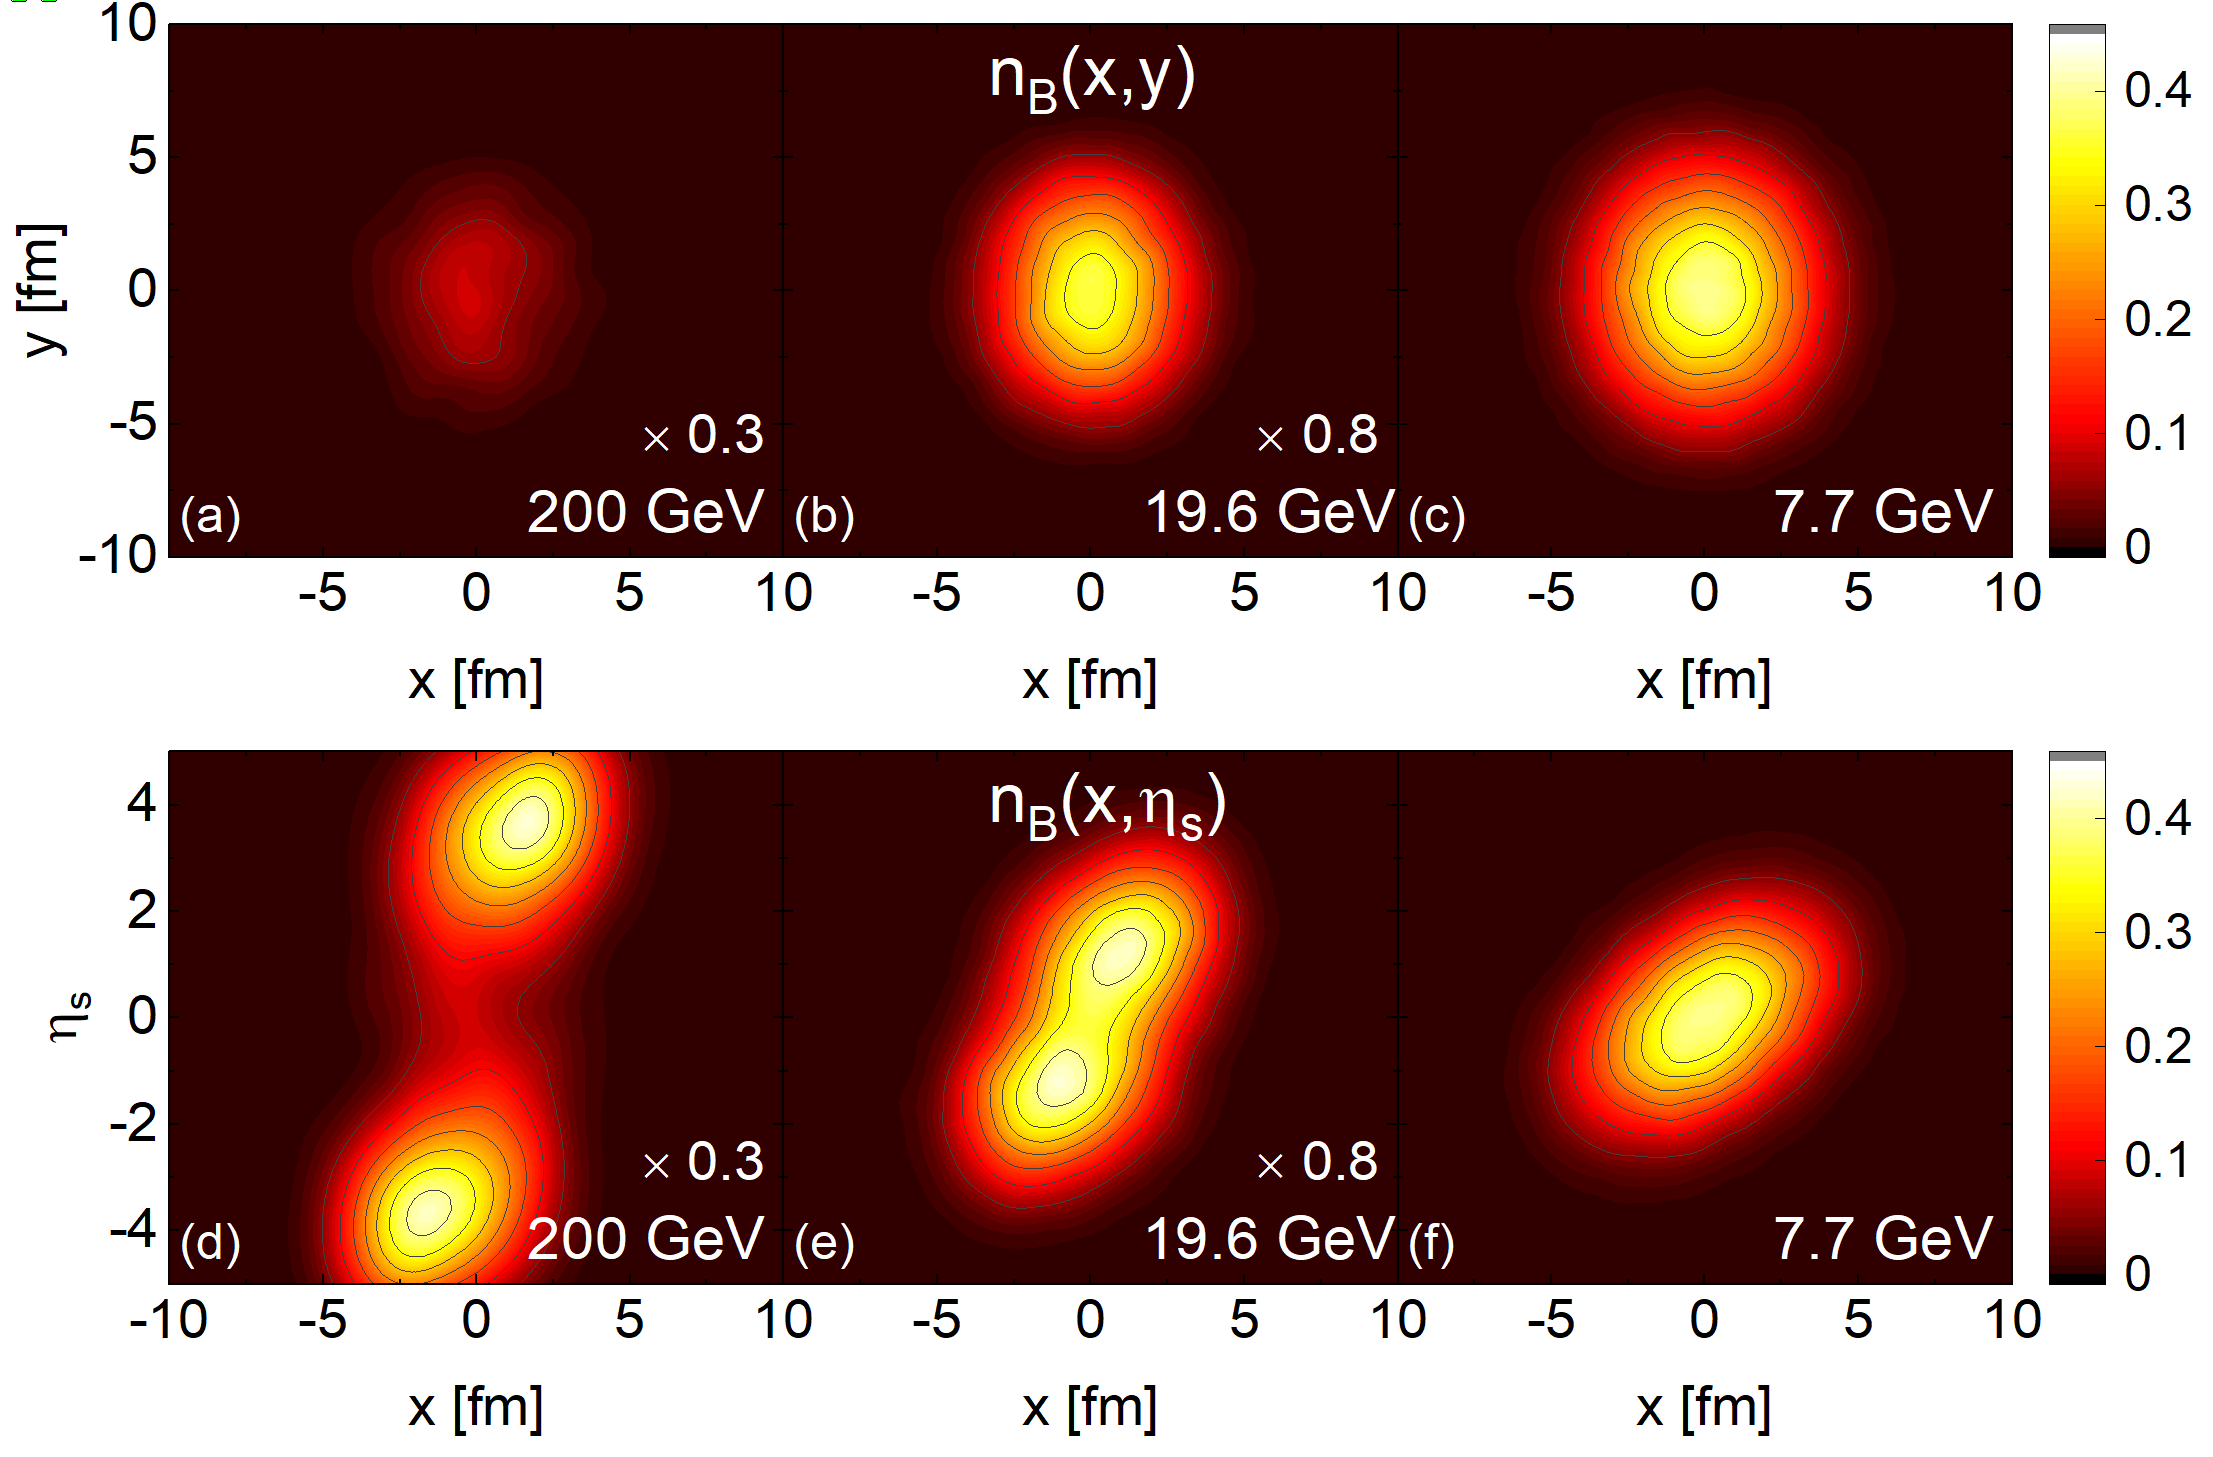 10
5
0
-5
-10
y [fm]
n_B(x,y)
× 0.3
× 0.8
(a)
200 GeV
(b)
19.6 GeV
(c)
7.7 GeV
0.4
0.3
0.2
0.1
0
-5 0 5 10 -5 0 5 10 -5 0 5 10
x [fm] x [fm] x [fm]
4
2
0
-2
-4
η_s
n_B(x,η_s)
× 0.3
× 0.8
(d)
200 GeV
(e)
19.6 GeV
(f)
7.7 GeV
0.4
0.3
0.2
0.1
0
-10 -5 0 5 10 -5 0 5 10 -5 0 5 10
x [fm] x [fm] x [fm]